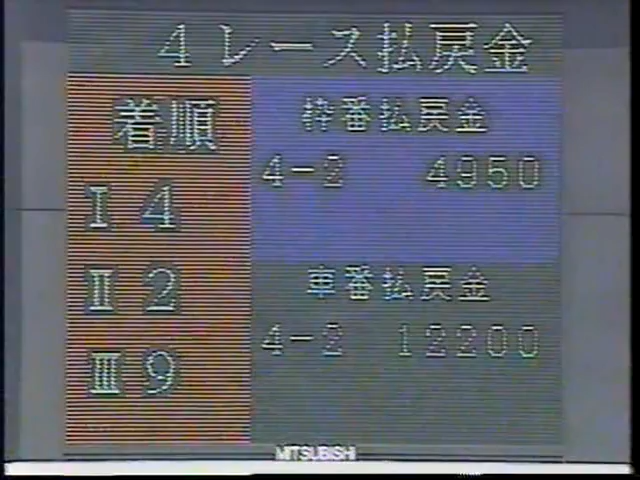 4レース払戻金
着順
枠番払戻金
4-2 4950
Ⅰ 4
Ⅱ 2
車番払戻金
4-2 12200
Ⅲ 9
MITSUBISHI